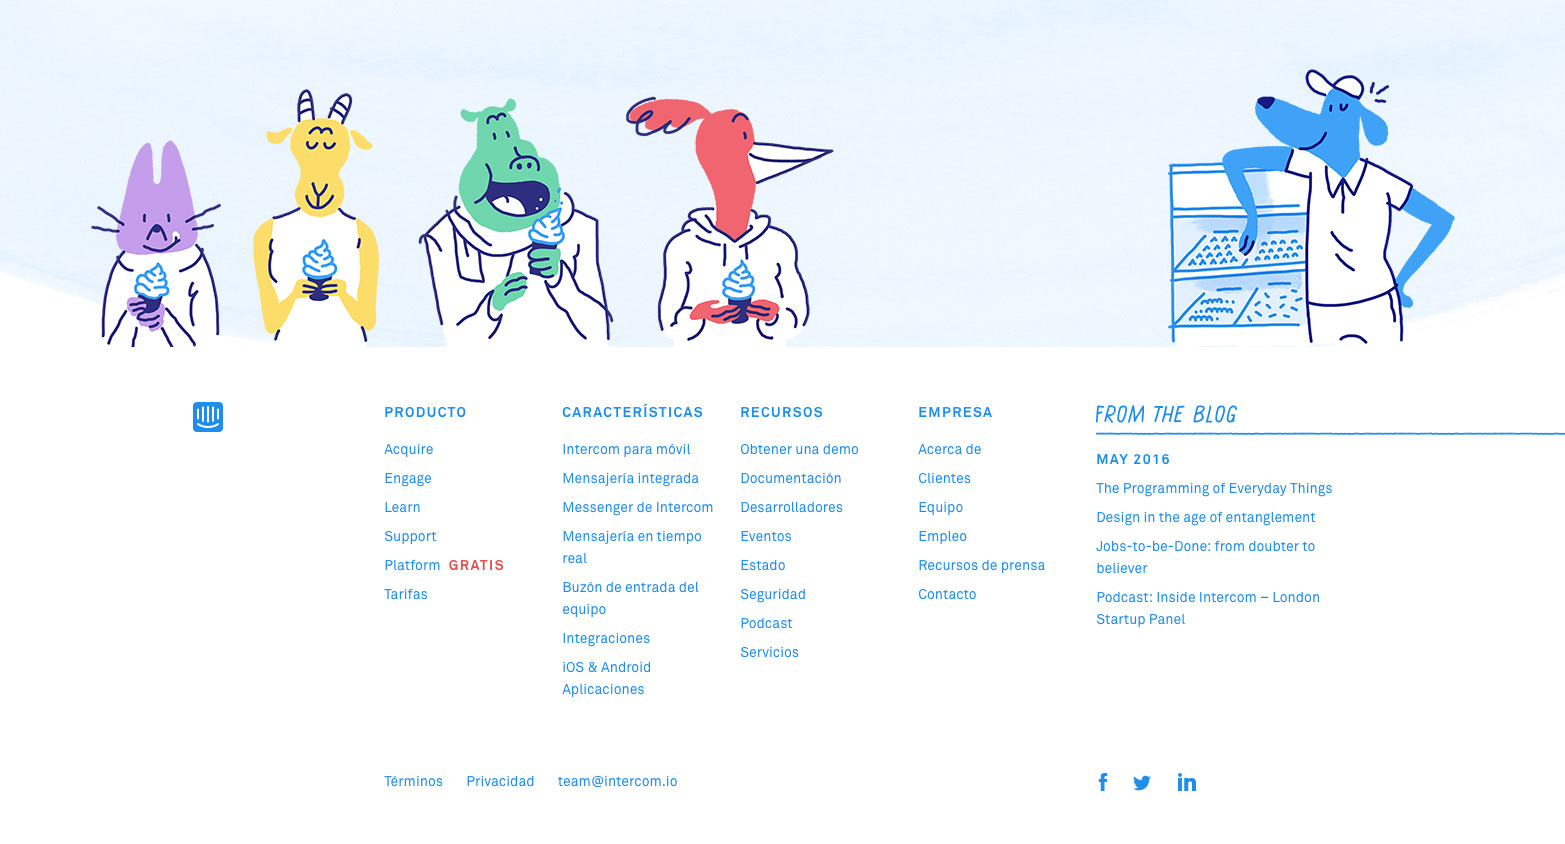 PRODUCTO
Acquire
Engage
Learn
Support
Platform GRATIS
Tarifas
CARACTERÍSTICAS
Intercom para móvil
Mensajería integrada
Messenger de Intercom
Mensajería en tiempo
real
Buzón de entrada del
equipo
Integraciones
iOS & Android
Aplicaciones
RECURSOS
Obtener una demo
Documentación
Desarrolladores
Eventos
Estado
Seguridad
Podcast
Servicios
EMPRESA
Acerca de
Clientes
Equipo
Empleo
Recursos de prensa
Contacto
FROM THE BLOG
MAY 2016
The Programming of Everyday Things
Design in the age of entanglement
Jobs-to-be-Done: from doubter to
believer
Podcast: Inside Intercom – London
Startup Panel
Términos Privacidad team@intercom.io